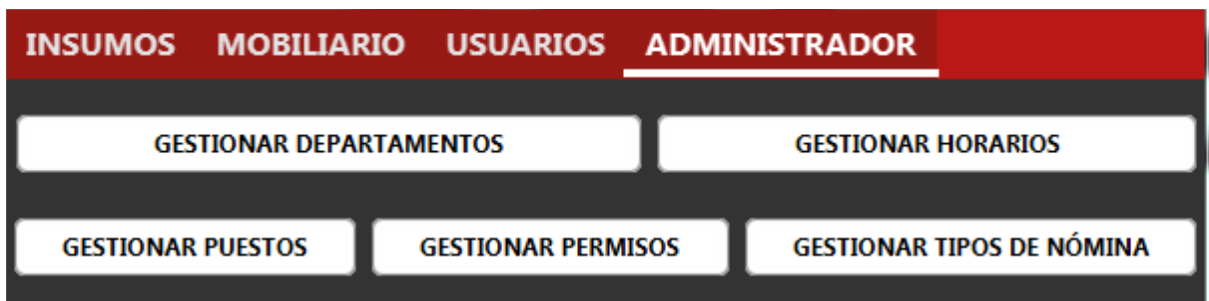 INSUMOS MOBILIARIO USUARIOS ADMINISTRADOR
GESTIONAR DEPARTAMENTOS GESTIONAR HORARIOS
GESTIONAR PUESTOS GESTIONAR PERMISOS GESTIONAR TIPOS DE NÓMINA